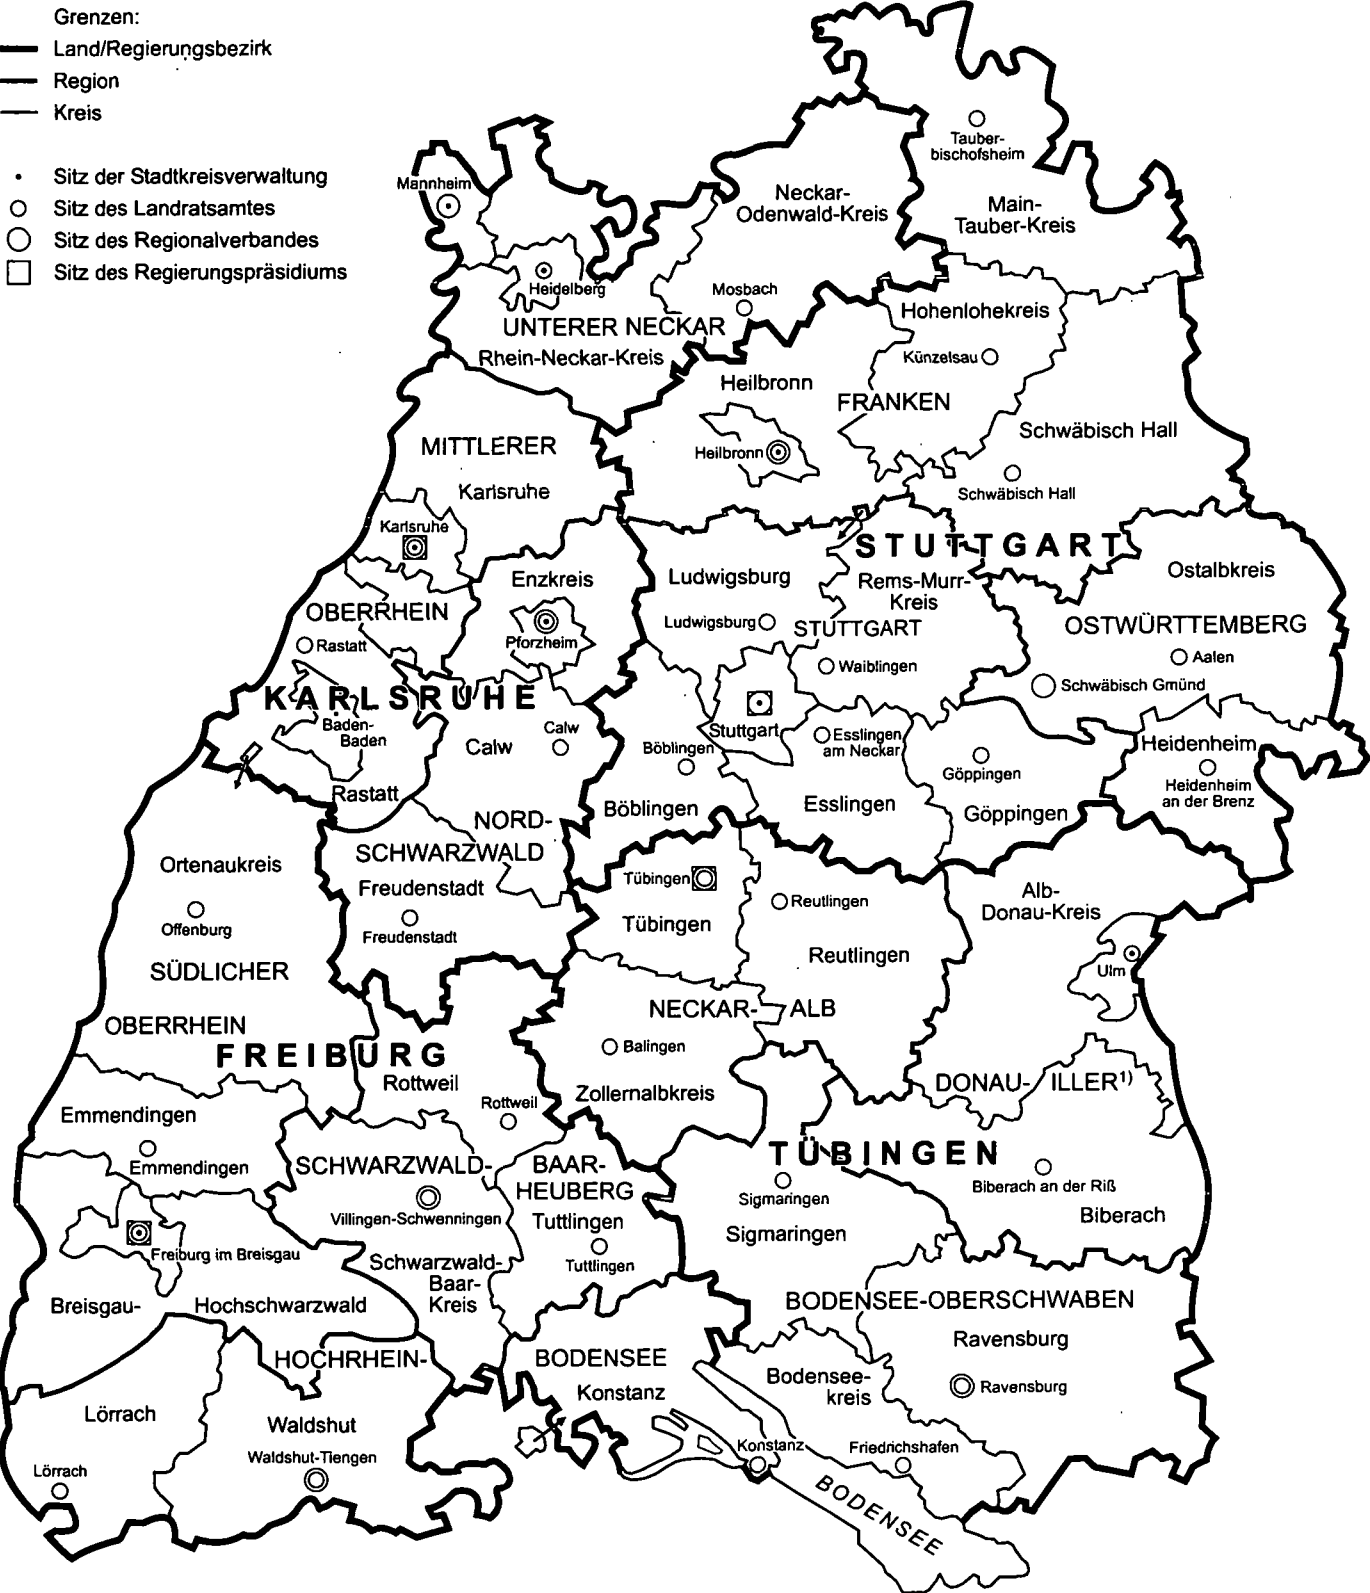 Grenzen:
Land/Regierungsbezirk
Region
Kreis
Sitz der Stadtkreisverwaltung
Sitz des Landratsamtes
Sitz des Regionalverbandes
Sitz des Regierungspräsidiums
Tauber-
bischofsheim
Main-
Tauber-Kreis
Neckar-
Odenwald-Kreis
Mosbach
Mannheim
Heidelberg
UNTERER NECKAR
Rhein-Neckar-Kreis
Hohenlohekreis
Künzelsau
Heilbronn
FRANKEN
Heilbronn
Schwäbisch Hall
Schwäbisch Hall
MITTLERER
Karlsruhe
Karlsruhe
STUTTGART
Enzkreis
Pforzheim
Ludwigsburg
Ludwigsburg
Rems-Murr-
Kreis
STUTTGART
Waiblingen
Ostalbkreis
OSTWÜRTTEMBERG
Aalen
Schwäbisch Gmünd
OBERRHEIN
Rastatt
KARLSRUHE
Baden-
Baden
Rastatt
Calw
Calw
Stuttgart
Böblingen
Böblingen
Esslingen
am Neckar
Esslingen
Göppingen
Göppingen
Heidenheim
Heidenheim
an der Brenz
NORD-
SCHWARZWALD
Freudenstadt
Freudenstadt
Ortenaukreis
Offenburg
SÜDLICHER
OBERRHEIN
Tübingen
Tübingen
Reutlingen
Reutlingen
Alb-
Donau-Kreis
Ulm
NECKAR- ALB
Balingen
Zollernalbkreis
FREIBURG
Rottweil
Rottweil
DONAU- ILLER¹⁾
Emmendingen
Emmendingen
TÜBINGEN
Sigmaringen
Sigmaringen
Biberach an der Riß
Biberach
SCHWARZWALD-
BAAR-
HEUBERG
Villingen-Schwenningen
Tuttlingen
Tuttlingen
Schwarzwald-
Baar-
Kreis
Freiburg im Breisgau
Breisgau- Hochschwarzwald
HOCHRHEIN- BODENSEE
Konstanz
BODENSEE-OBERSCHWABEN
Ravensburg
Ravensburg
Bodensee-
kreis
Lörrach
Lörrach
Waldshut
Waldshut-Tiengen
Konstanz
Friedrichshafen
BODENSEE